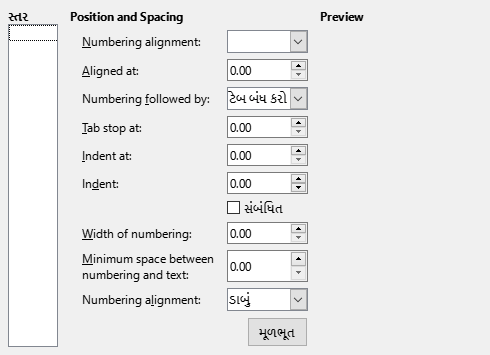 સ્તર
Position and Spacing
Preview
Numbering alignment:
Aligned at:
0.00
Numbering followed by:
ટેબ બંધ કરો
Tab stop at:
0.00
Indent at:
0.00
Indent:
0.00
સંબંધિત
Width of numbering:
0.00
Minimum space between
numbering and text:
0.00
Numbering alignment:
ડાબું
મૂળભૂત